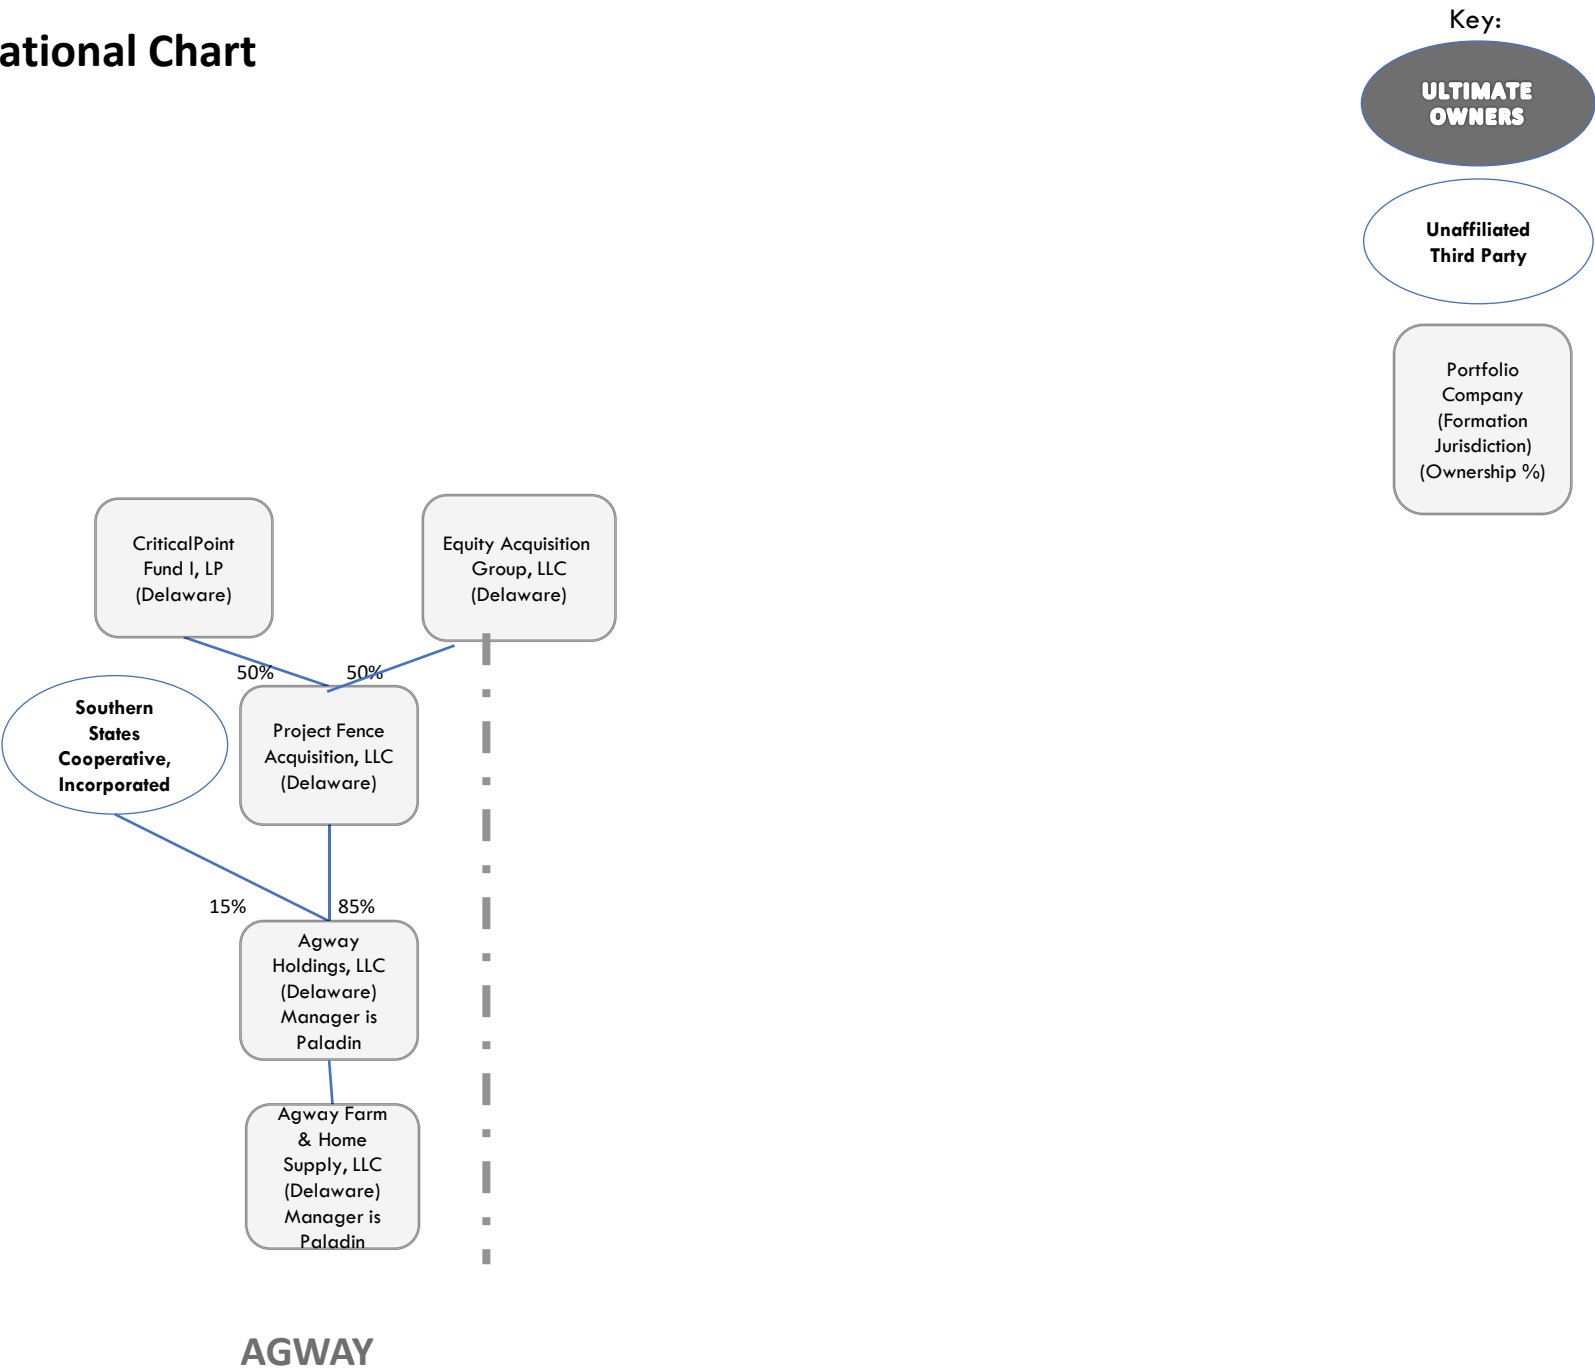 ational Chart
Key:
ULTIMATE
OWNERS
Unaffiliated
Third Party
Portfolio
Company
(Formation
Jurisdiction)
(Ownership %)
CriticalPoint
Fund I, LP
(Delaware)
Equity Acquisition
Group, LLC
(Delaware)
50%
50%
Southern
States
Cooperative,
Incorporated
Project Fence
Acquisition, LLC
(Delaware)
15%
85%
Agway
Holdings, LLC
(Delaware)
Manager is
Paladin
Agway Farm
& Home
Supply, LLC
(Delaware)
Manager is
Paladin
AGWAY